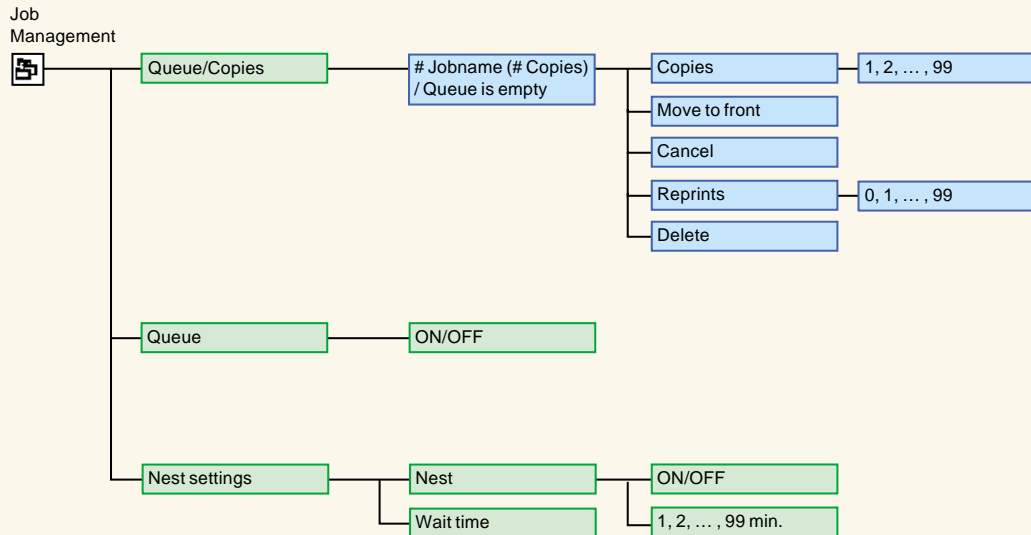 Job
Management
Queue/Copies
# Jobname (# Copies)
/ Queue is empty
Copies
1, 2, … , 99
Move to front
Cancel
Reprints
0, 1, … , 99
Delete
Queue
ON/OFF
Nest settings
Nest
ON/OFF
Wait time
1, 2, … , 99 min.